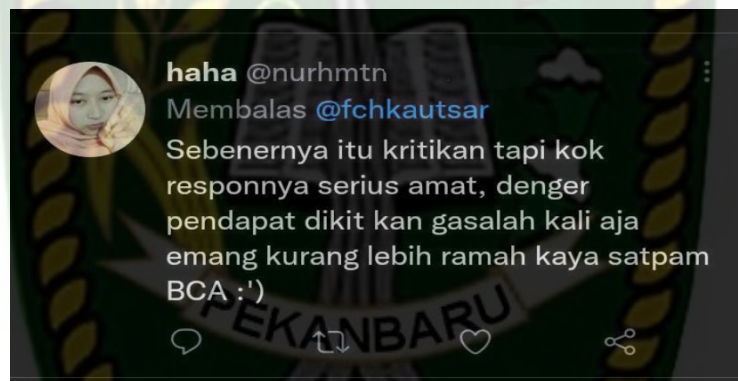 haha @nurhmtn
Membalas @fchkautsar
Sebenernya itu kritikan tapi kok
responnya serius amat, denger
pendapat dikit kan gasalah kali aja
emang kurang lebih ramah kaya satpam
BCA :')
PEKANBARU